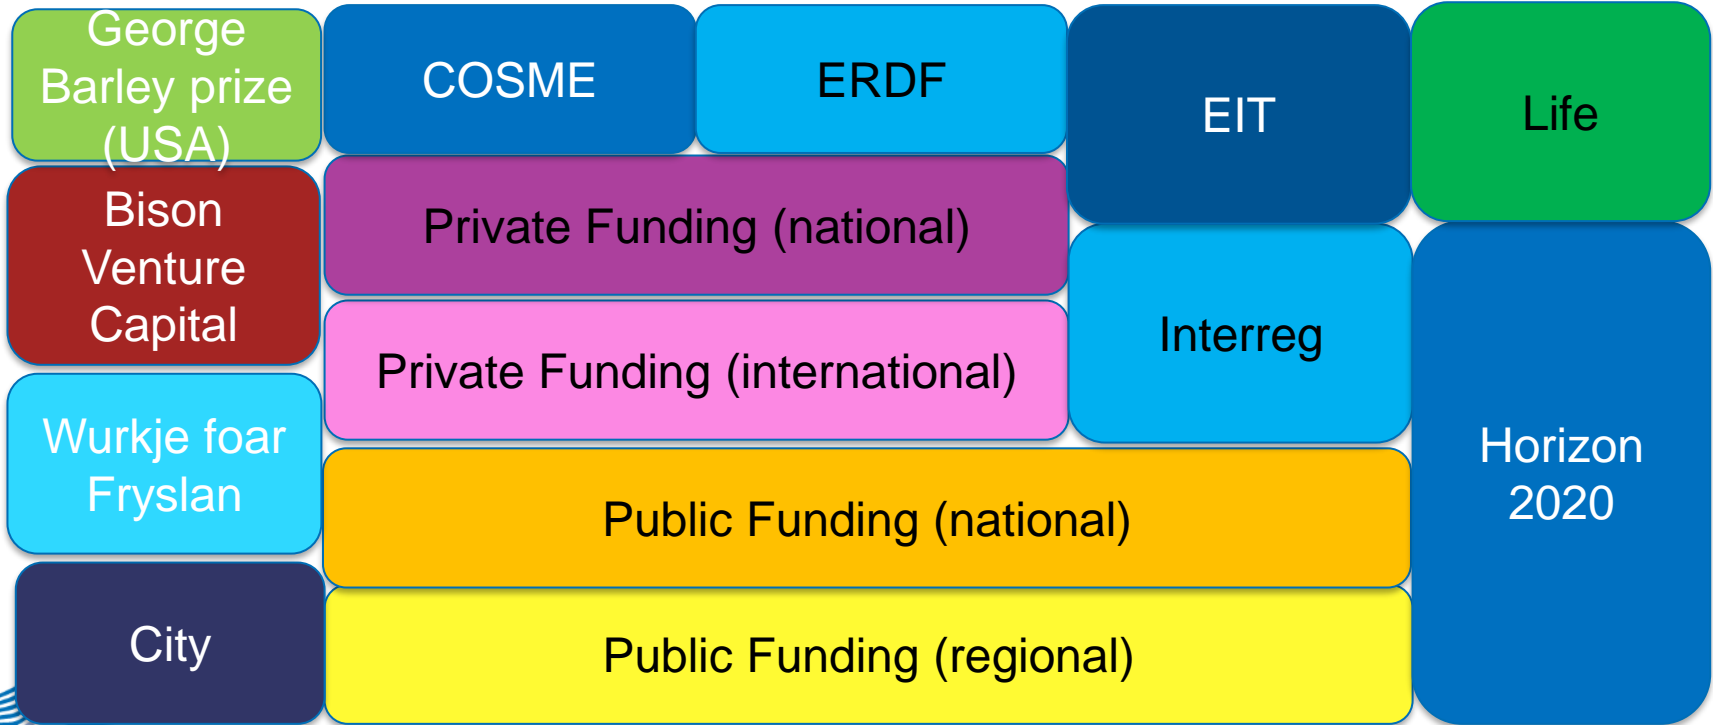 George
Barley prize
(USA)
COSME
ERDF
EIT
Life
Bison
Venture
Capital
Private Funding (national)
Private Funding (international)
Interreg
Wurkje foar
Fryslan
Horizon
2020
Public Funding (national)
City
Public Funding (regional)